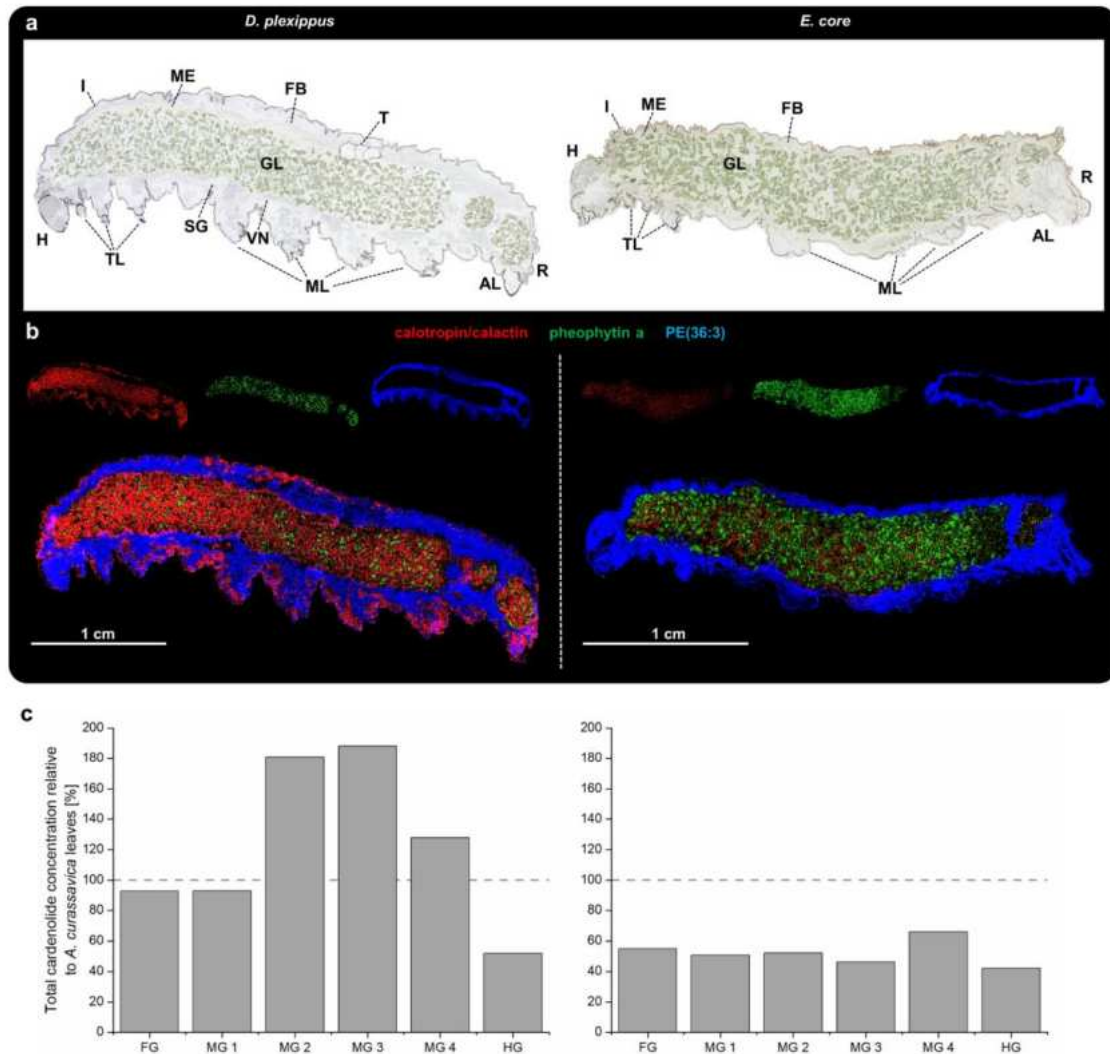 a
D. plexippus
E. core
I
ME
FB
T
GL
H
TL
SG
VN
ML
AL
R
I
ME
FB
H
GL
R
TL
ML
AL
b
calotropin/calactin pheophytin a PE(36:3)
1 cm
1 cm
c
Total cardenolide concentration relative
to A. curassavica leaves [%]
200
180
160
140
120
100
80
60
40
20
0
FG MG 1 MG 2 MG 3 MG 4 HG
200
180
160
140
120
100
80
60
40
20
0
FG MG 1 MG 2 MG 3 MG 4 HG